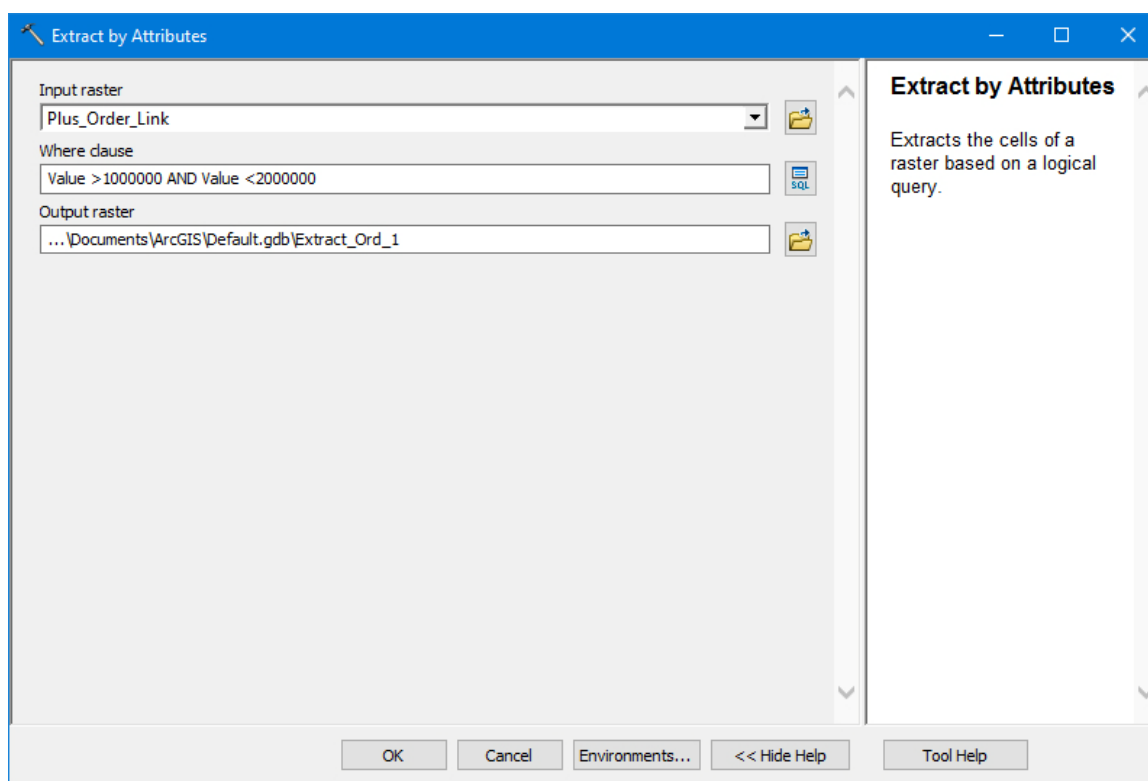 Extract by Attributes
Input raster
Plus_Order_Link
Where clause
Value >1000000 AND Value <2000000
SQL
Output raster
...\Documents\ArcGIS\Default.gdb\Extract_Ord_1
Extract by Attributes
Extracts the cells of a
raster based on a logical
query.
OK
Cancel
Environments...
<< Hide Help
Tool Help